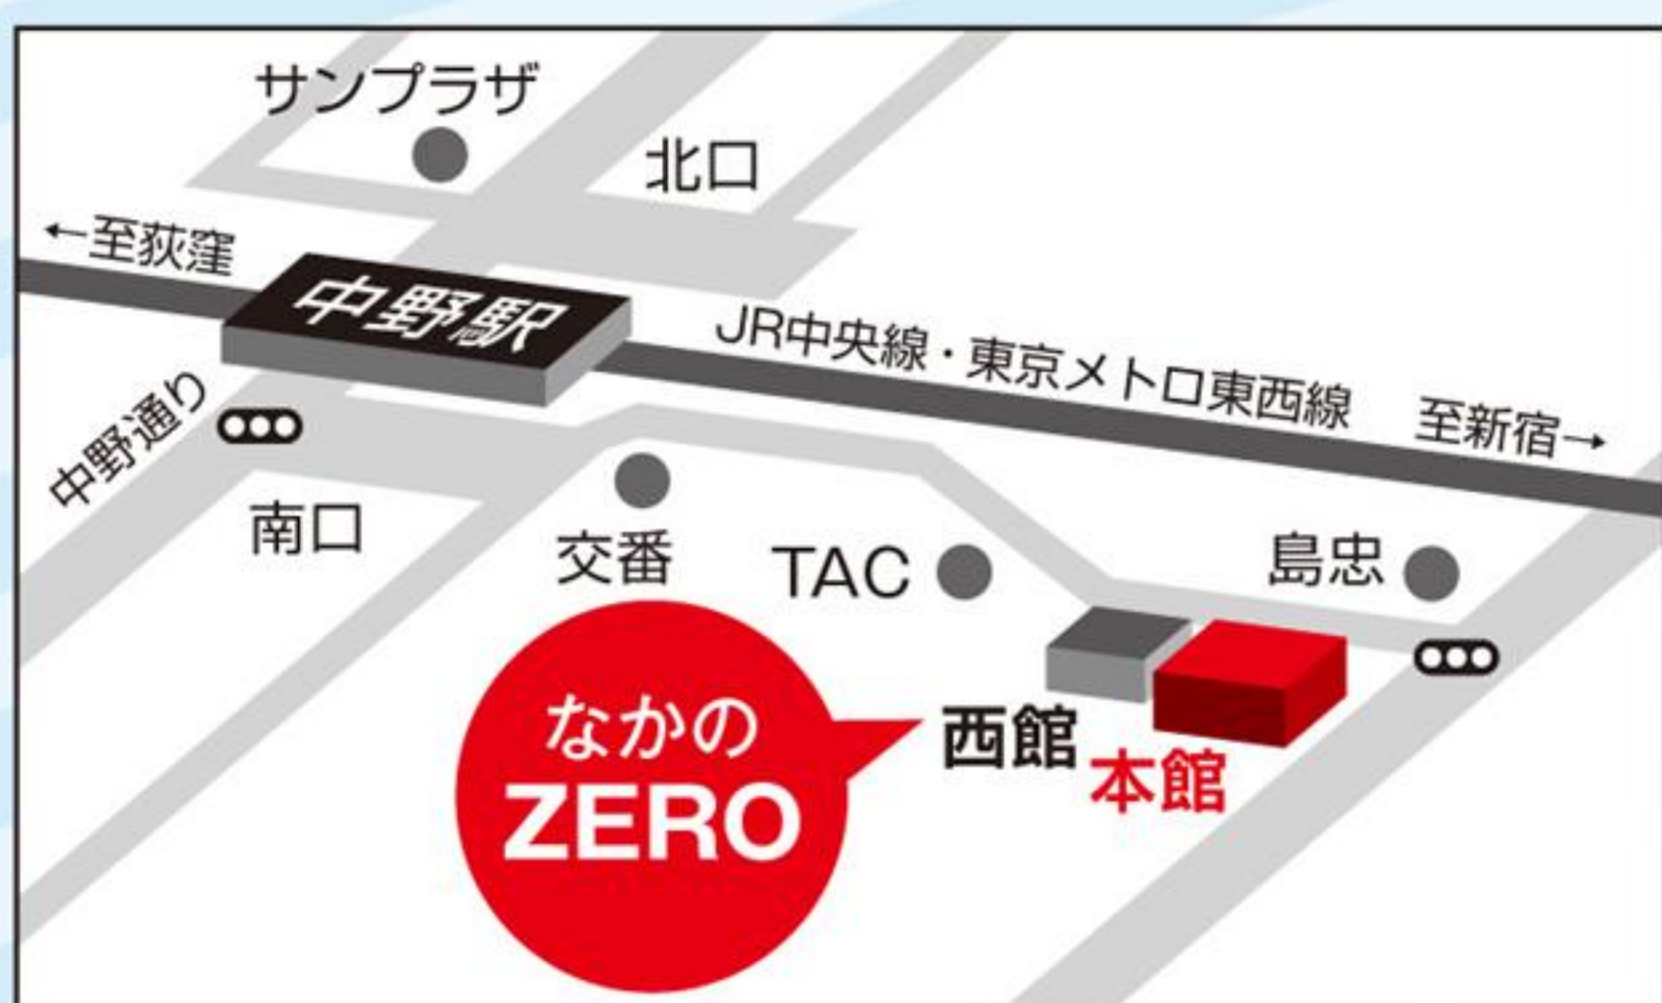 サンプラザ
北口
←至荻窪
中野駅
JR中央線・東京メトロ東西線
至新宿→
中野通り
南口
交番
TAC
島忠
なかの
ZERO
西館
本館